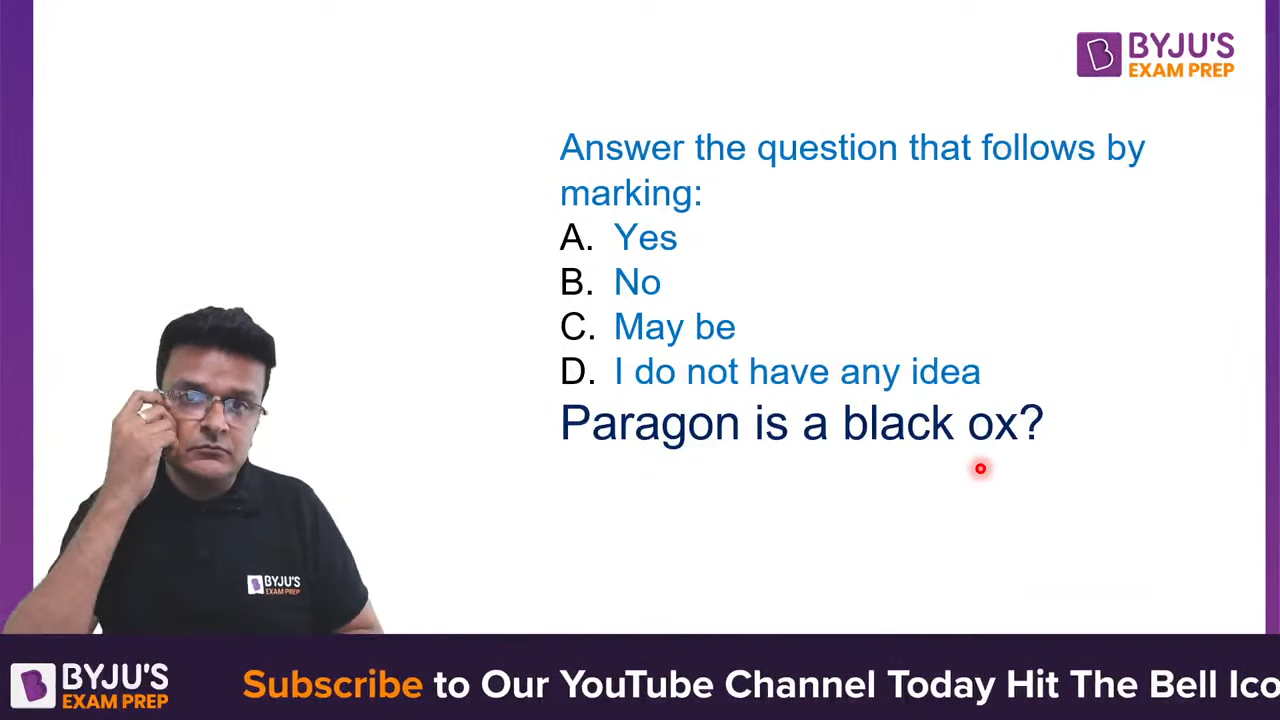 BYJU'S
EXAM PREP
Answer the question that follows by
marking:
A. Yes
B. No
C. May be
D. I do not have any idea
Paragon is a black ox?
BYJU'S
EXAM PREP
BYJU'S
EXAM PREP
Subscribe to Our YouTube Channel Today Hit The Bell Ico